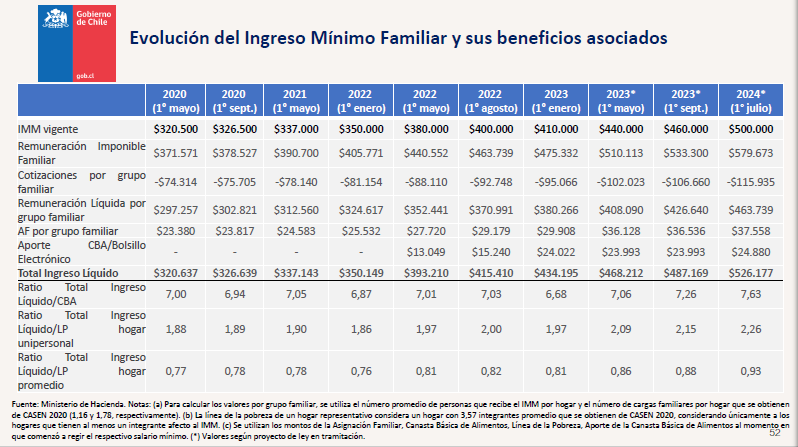 Gobierno
de Chile
gob.cl
Evolución del Ingreso Mínimo Familiar y sus beneficios asociados
2020 2020 2021 2022 2022 2022 2023 2023* 2023* 2024*
(1° mayo) (1° sept.) (1° mayo) (1° enero) (1° mayo) (1° agosto) (1° enero) (1° mayo) (1° sept.) (1° julio)
IMM vigente $320.500 $326.500 $337.000 $350.000 $380.000 $400.000 $410.000 $440.000 $460.000 $500.000
Remuneración Imponible
Familiar $371.571 $378.527 $390.700 $405.771 $440.552 $463.739 $475.332 $510.113 $533.300 $579.673
Cotizaciones por grupo
familiar -$74.314 -$75.705 -$78.140 -$81.154 -$88.110 -$92.748 -$95.066 -$102.023 -$106.660 -$115.935
Remuneración Líquida por
grupo familiar $297.257 $302.821 $312.560 $324.617 $352.441 $370.991 $380.266 $408.090 $426.640 $463.739
AF por grupo familiar $23.380 $23.817 $24.583 $25.532 $27.720 $29.179 $29.908 $36.128 $36.536 $37.558
Aporte CBA/Bolsillo
Electrónico - - - - $13.049 $15.240 $24.022 $23.993 $23.993 $24.880
Total Ingreso Líquido $320.637 $326.639 $337.143 $350.149 $393.210 $415.410 $434.195 $468.212 $487.169 $526.177
Ratio Total Ingreso
Líquido/CBA 7,00 6,94 7,05 6,87 7,01 7,03 6,68 7,06 7,26 7,63
Ratio Total Ingreso
Líquido/LP hogar
unipersonal 1,88 1,89 1,90 1,86 1,97 2,00 1,97 2,09 2,15 2,26
Ratio Total Ingreso
Líquido/LP hogar
promedio 0,77 0,78 0,78 0,76 0,81 0,82 0,81 0,86 0,88 0,93
Fuente: Ministerio de Hacienda. Notas: (a) Para calcular los valores por grupo familiar, se utiliza el número promedio de personas que recibe el IMM por hogar y el número de cargas familiares por hogar que se obtienen
de CASEN 2020 (1,16 y 1,78, respectivamente). (b) La línea de la pobreza de un hogar representativo considera un hogar con 3,57 integrantes promedio que se obtienen de CASEN 2020, considerando únicamente a los
hogares que tienen al menos un integrante afecto al IMM. (c) Se utilizan los montos de la Asignación Familiar, Canasta Básica de Alimentos, Línea de la Pobreza, Aporte de la Canasta Básica de Alimentos al momento en
que comenzó a regir el respectivo salario mínimo. (*) Valores según proyecto de ley en tramitación.
52